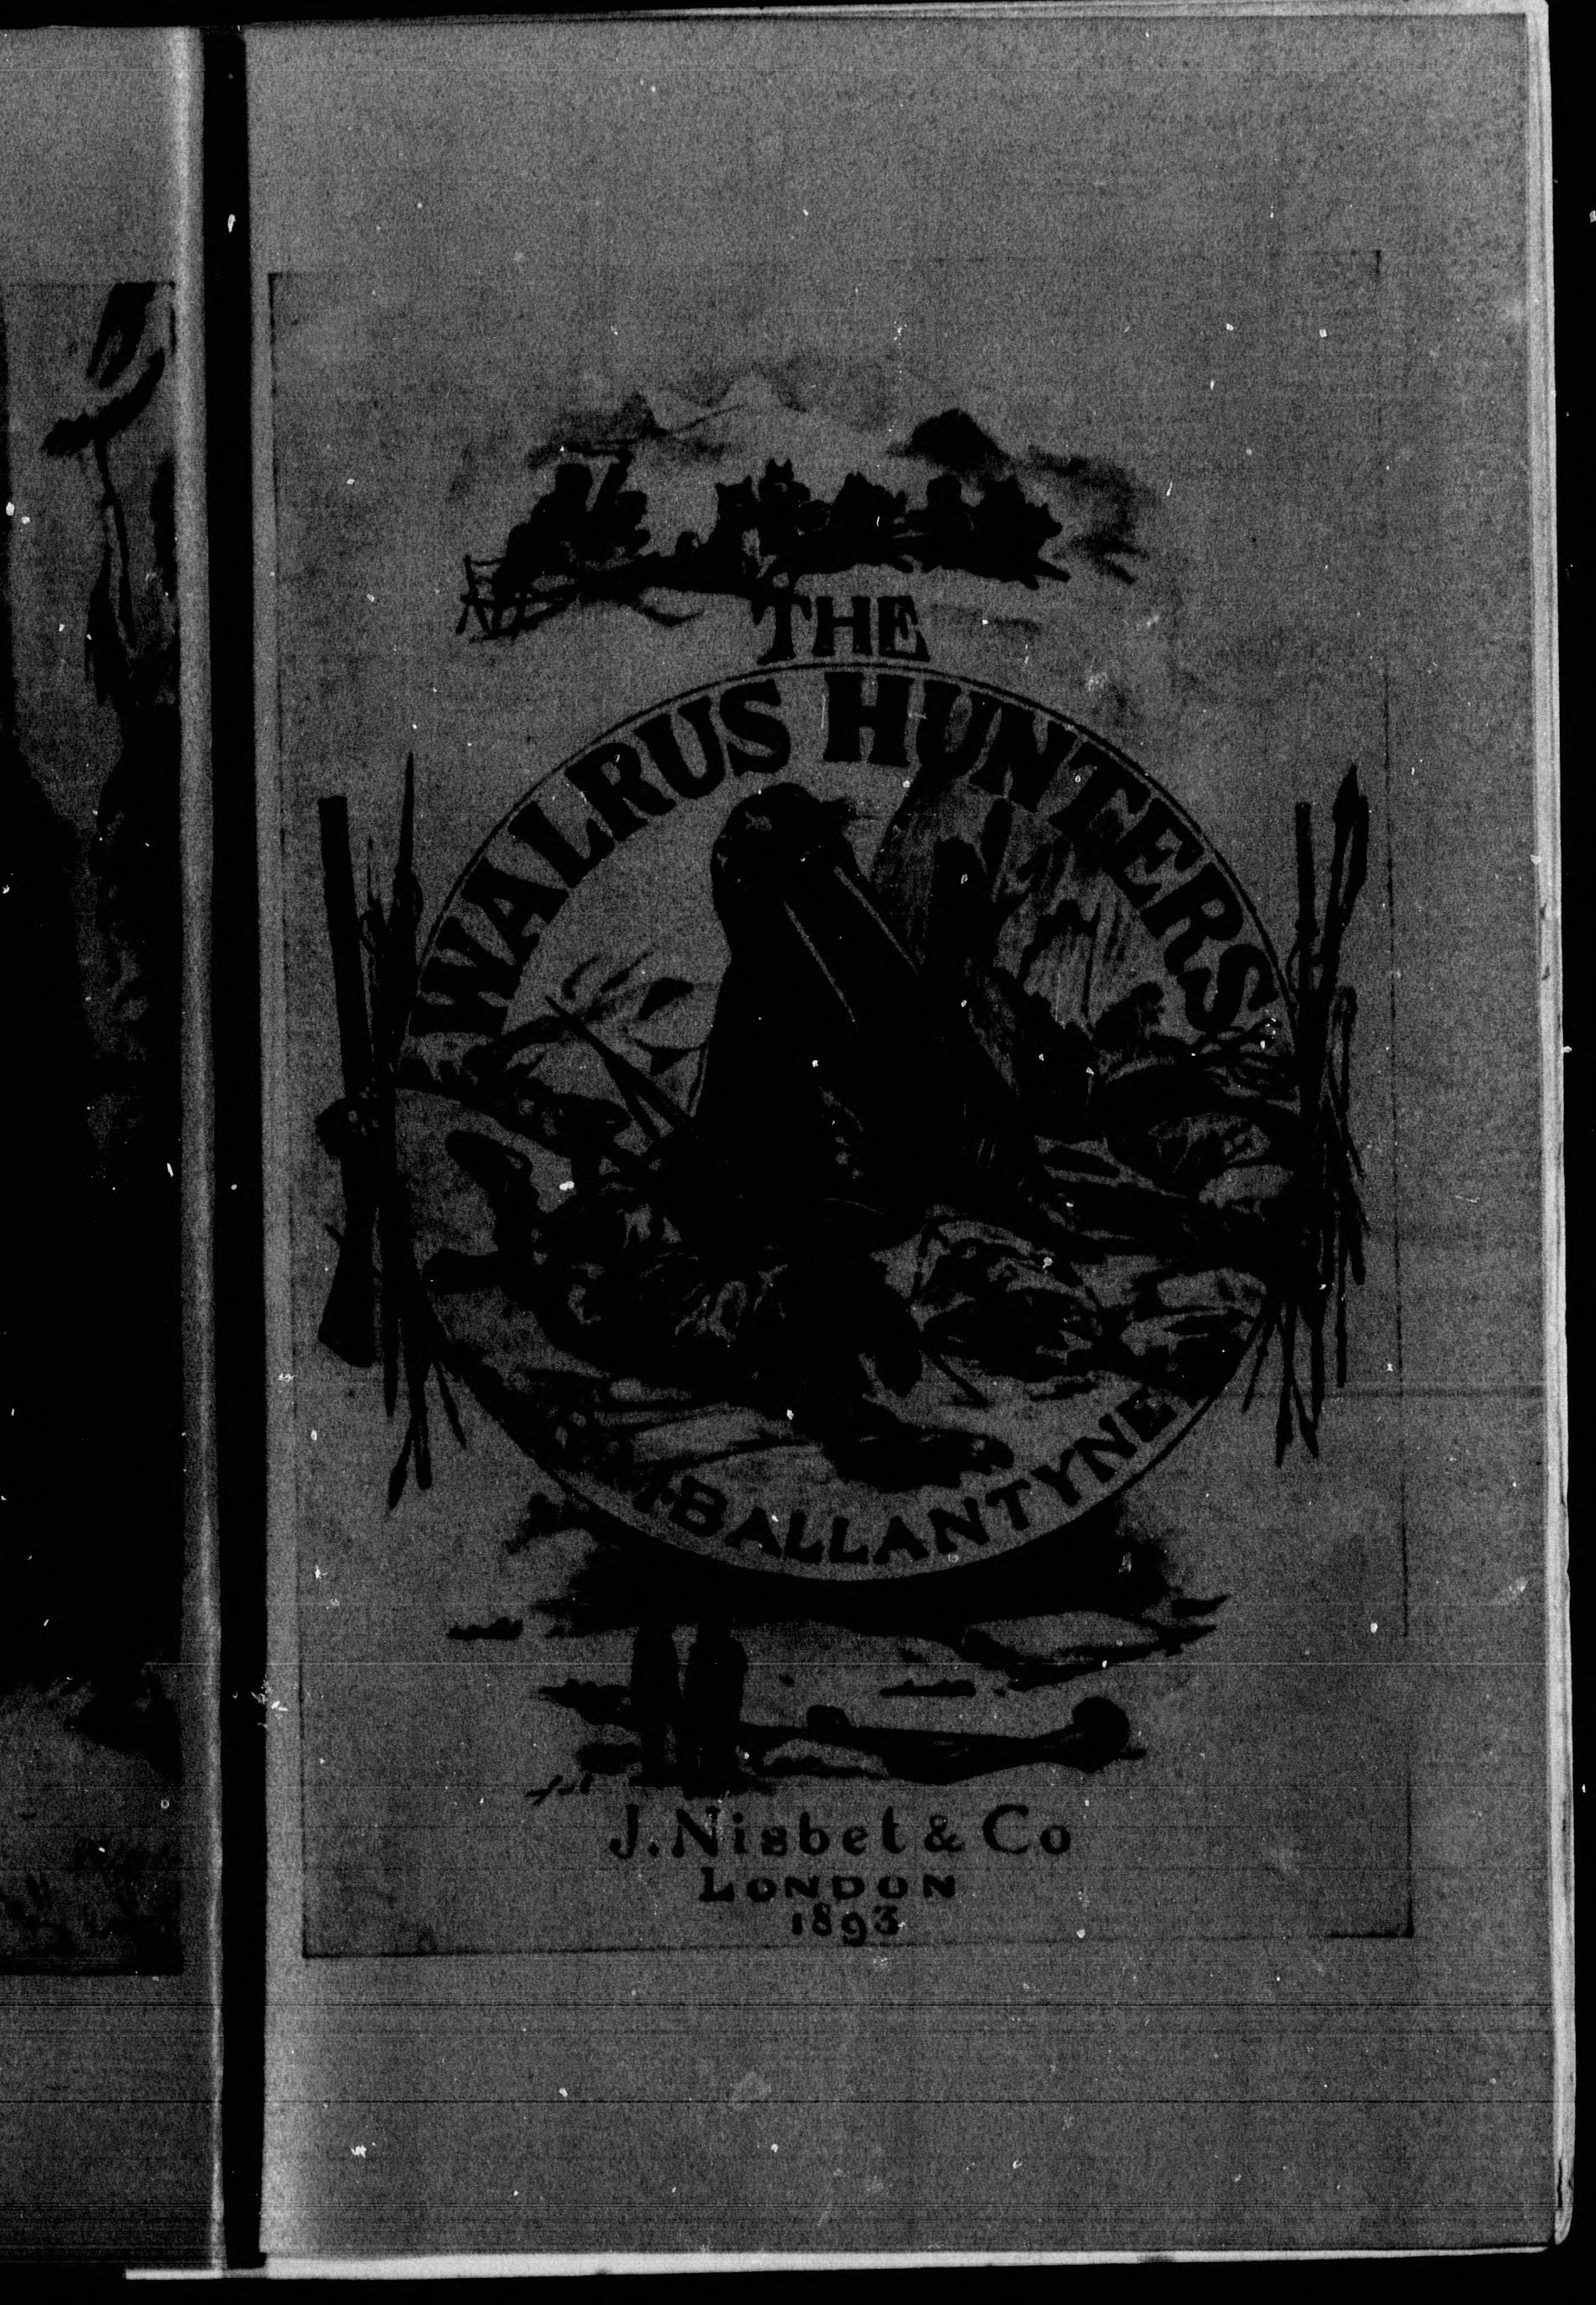 THE
WALRUS HUNTERS
M. BALLANTYNE
J. Nisbet & Co
LONDON
1893